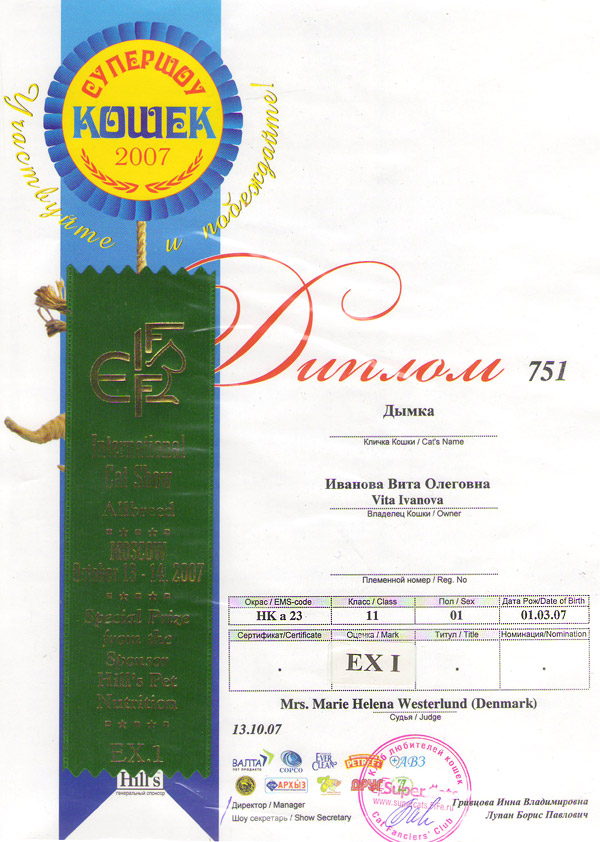 СУПЕРШОУ
КОШЕК
2007
Участвуйте и побеждайте!
Диплом 751
Дымка
Кличка Кошки / Cat's Name
Иванова Вита Олеговна
Vita Ivanova
Владелец Кошки / Owner
Племенной номер / Reg. No
Окрас / EMS-code Класс / Class Пол / Sex Дата Рож/Date of Birth
HK a 23 11 01 01.03.07
Сертификат/Certificate Оценка / Mark Титул / Title Номинация/Nomination
. EX I . .
Mrs. Marie Helena Westerlund (Denmark)
Судья / Judge
13.10.07
FIFe
International
Cat Show
Allbreed
MOSCOW
October 13 - 14, 2007
Special Prize
from the
Sponsor
Hill's Pet
Nutrition
EX.1
Hill's
генеральный спонсор
ВАЛТА
COPCO
EVER CLEAN
АВЗ
АРХЫЗ
Клуб любителей кошек
Super
www.supercats.fife.ru
Cat Fanciers' Club
Директор / Manager
Шоу секретарь / Show Secretary
Гривцова Инна Владимировна
Лупан Борис Павлович